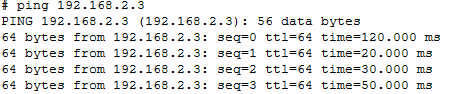 # ping 192.168.2.3
PING 192.168.2.3 (192.168.2.3): 56 data bytes
64 bytes from 192.168.2.3: seq=0 ttl=64 time=120.000 ms
64 bytes from 192.168.2.3: seq=1 ttl=64 time=20.000 ms
64 bytes from 192.168.2.3: seq=2 ttl=64 time=30.000 ms
64 bytes from 192.168.2.3: seq=3 ttl=64 time=50.000 ms